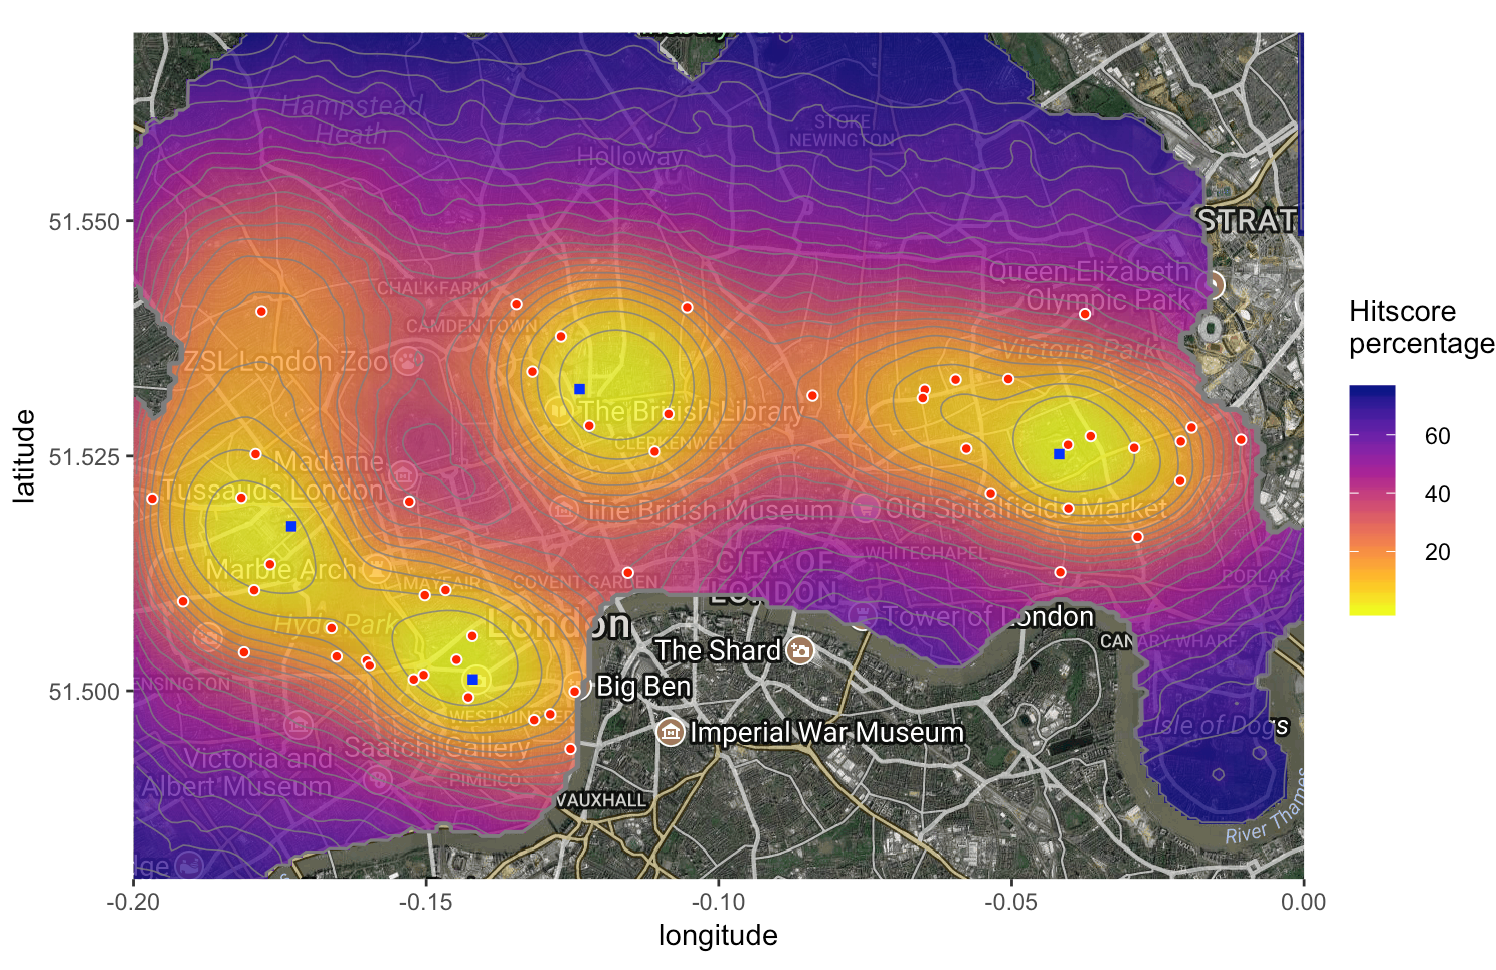 Hampstead
Heath
STOKE
NEWINGTON
Holloway
51.550
STRAT
Queen Elizabeth
Olympic Park
CHALK FARM
CAMDEN TOWN
ZSL London Zoo
Victoria Park
The British Library
CLERKENWELL
51.525
Madame
Tussauds London
The British Museum
Old Spitalfields Market
WHITECHAPEL
Marble Arch
MAYFAIR
COVENT GARDEN
CITY OF
LONDON
POPLAR
Hyde Park
London
Tower of London
The Shard
CANARY WHARF
51.500
Big Ben
WESTMINSTER
Imperial War Museum
Isle of Dogs
Saatchi Gallery
Victoria and
Albert Museum
PIMLICO
VAUXHALL
River Thames
-0.20
-0.15
-0.10
-0.05
0.00
longitude
latitude
Hitscore
percentage
60
40
20